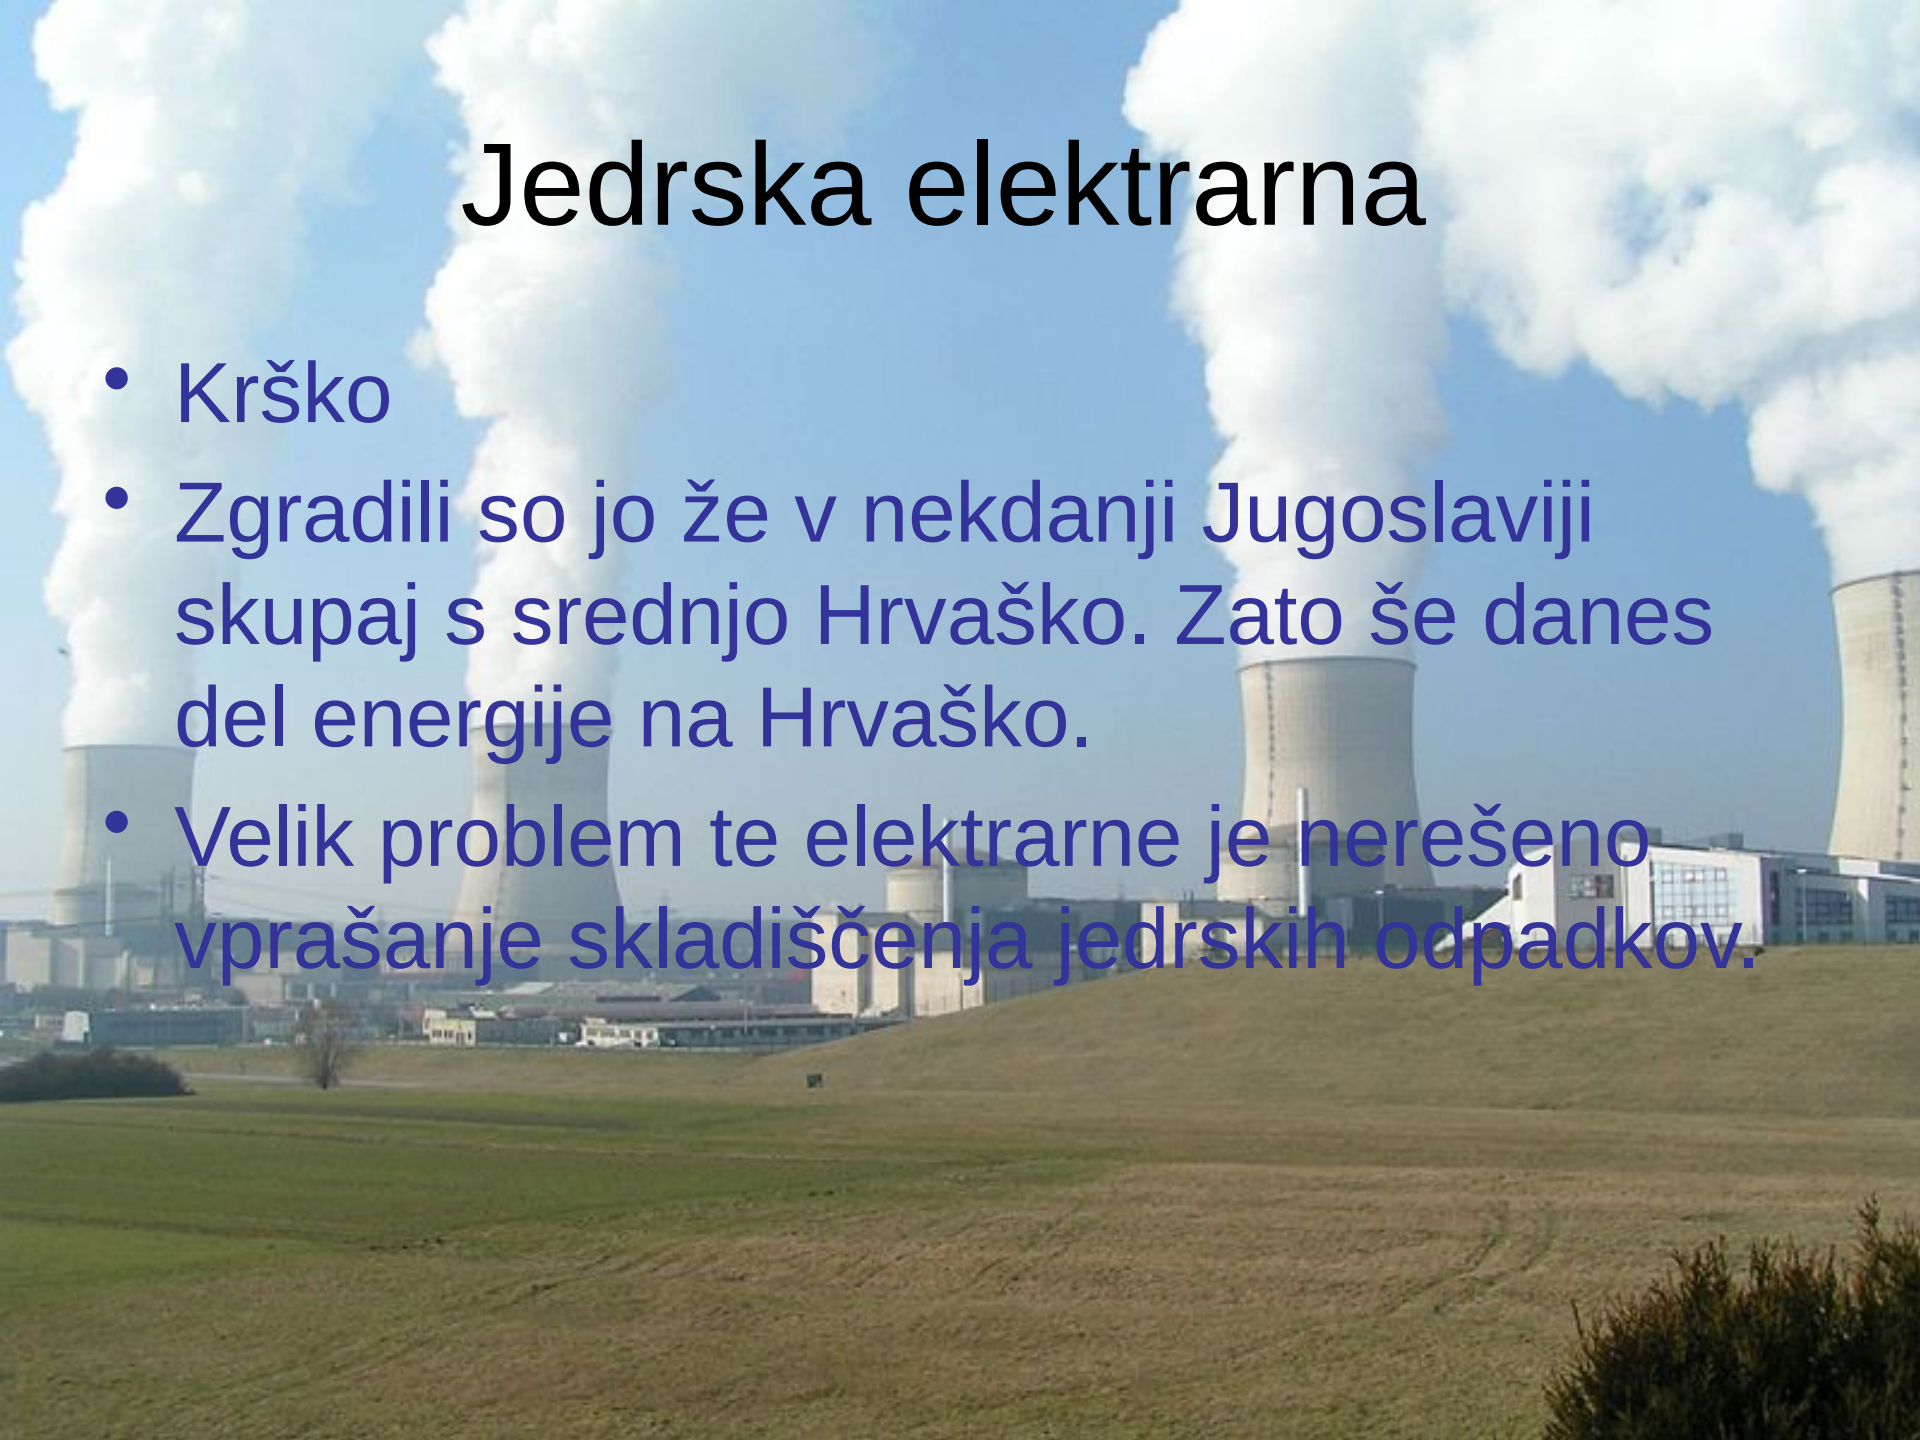 Jedrska elektrarna
• Krško
• Zgradili so jo že v nekdanji Jugoslaviji
skupaj s srednjo Hrvaško. Zato še danes
del energije na Hrvaško.
• Velik problem te elektrarne je nerešeno
vprašanje skladiščenja jedrskih odpadkov.